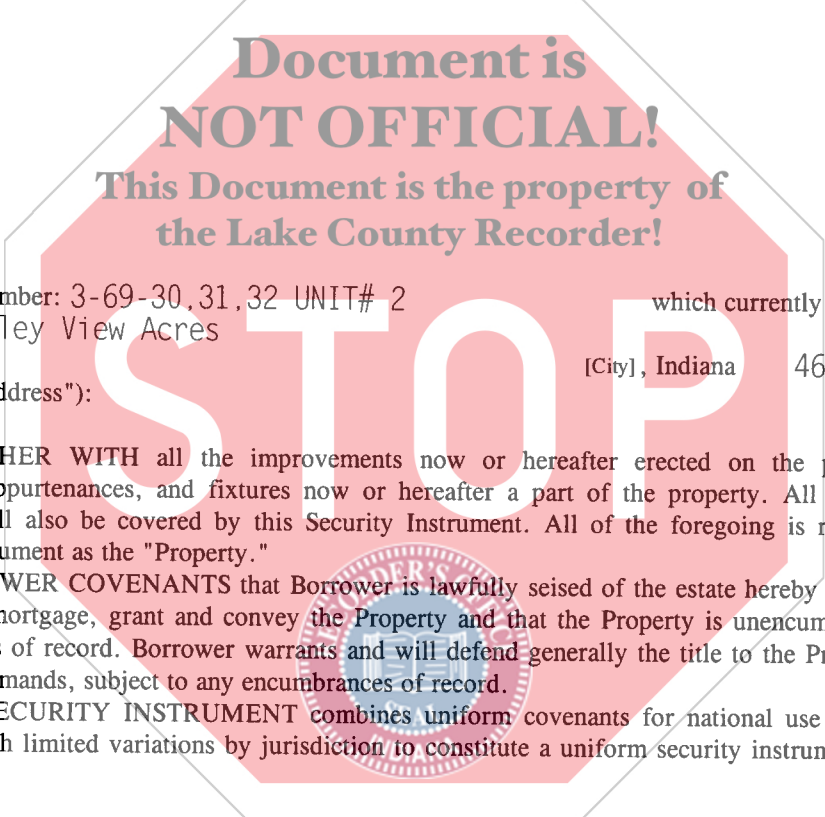 Document is
NOT OFFICIAL!
This Document is the property of
the Lake County Recorder!
mber: 3-69-30,31,32 UNIT# 2 which currently
ley View Acres
[City], Indiana 46
ddress"):
STOP
HER WITH all the improvements now or hereafter erected on the
ppurtenances, and fixtures now or hereafter a part of the property. All
ll also be covered by this Security Instrument. All of the foregoing is r
ument as the "Property."
WER COVENANTS that Borrower is lawfully seised of the estate hereby
nortgage, grant and convey the Property and that the Property is unencum
s of record. Borrower warrants and will defend generally the title to the Pr
mands, subject to any encumbrances of record.
ECURITY INSTRUMENT combines uniform covenants for national use
h limited variations by jurisdiction to constitute a uniform security instrun
SEAL
INDIANA